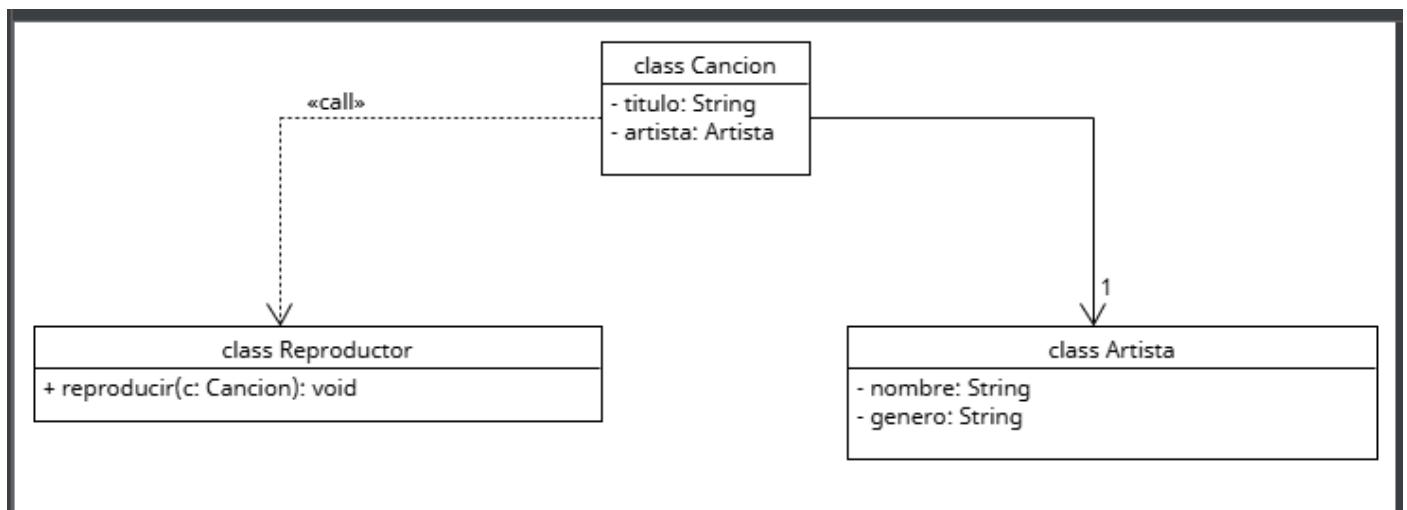 class Cancion
- titulo: String
- artista: Artista
«call»
1
class Reproductor
+ reproducir(c: Cancion): void
class Artista
- nombre: String
- genero: String